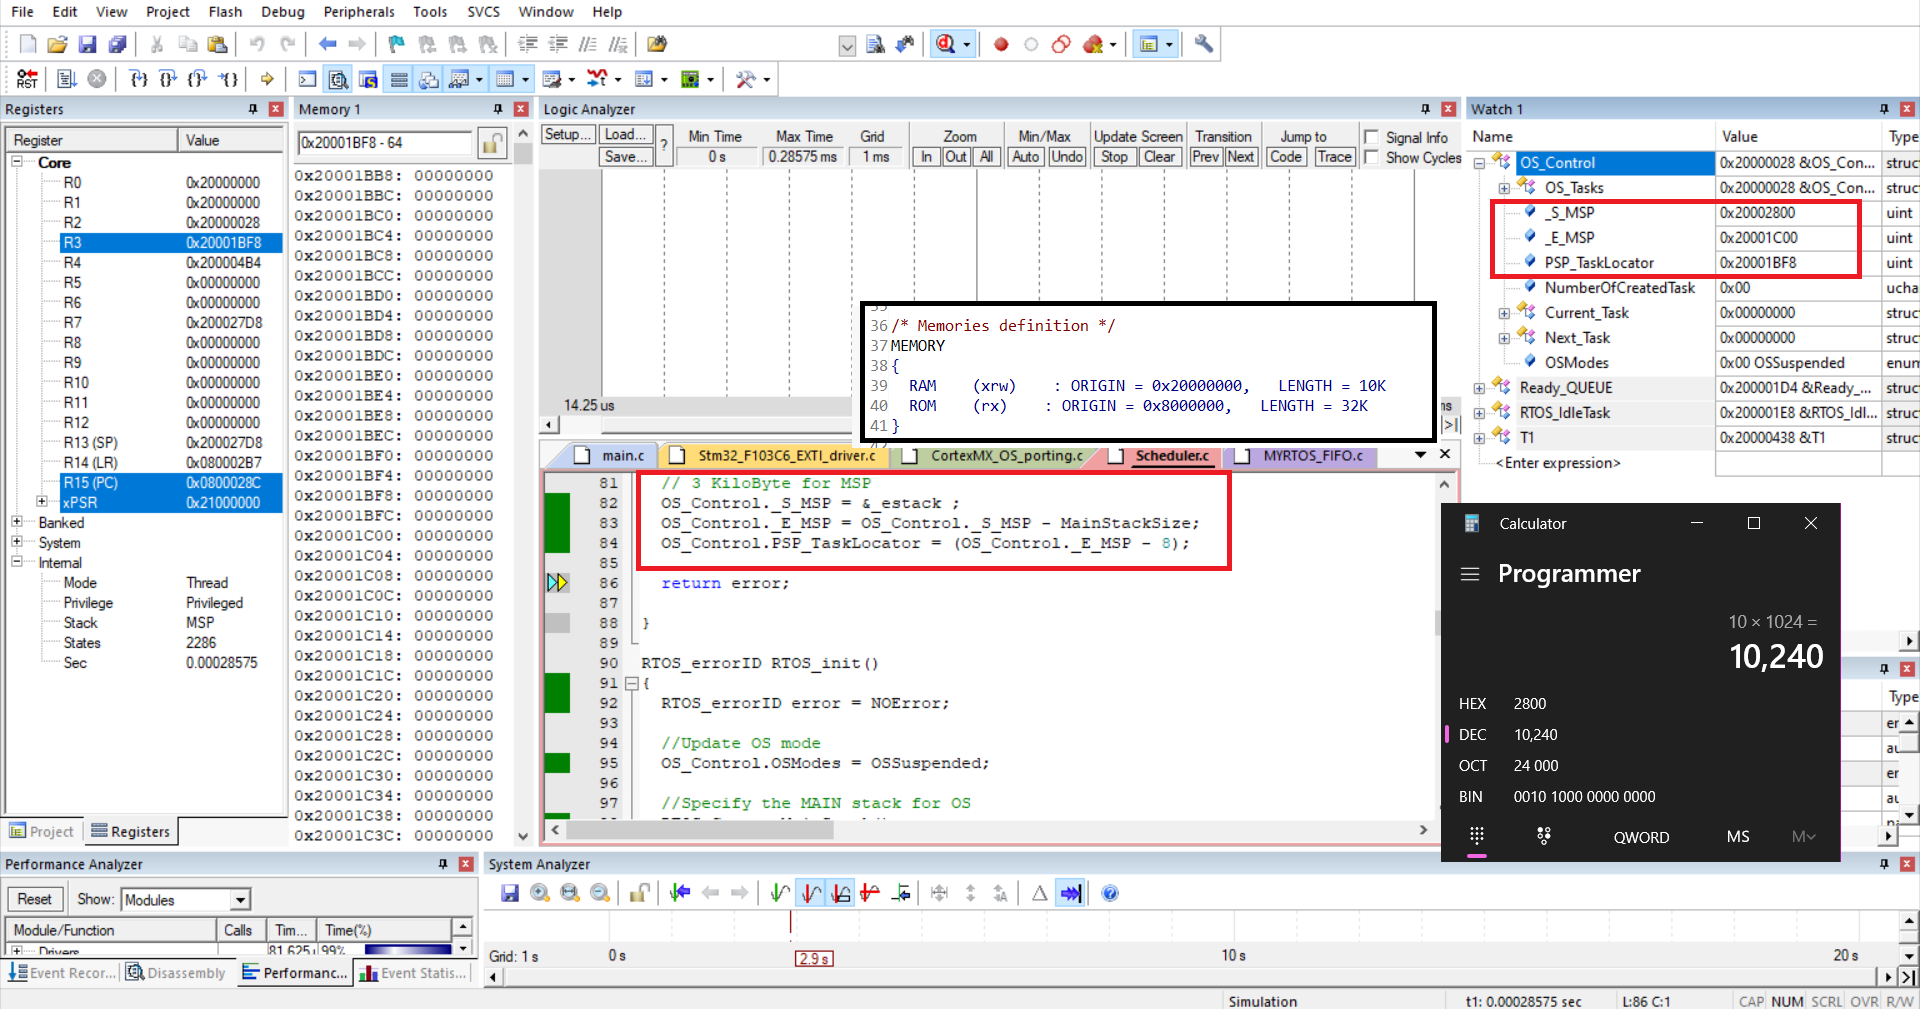 File Edit View Project Flash Debug Peripherals Tools SVCS Window Help
RST
Registers
Register Value
Core
R0 0x20000000
R1 0x20000000
R2 0x20000028
R3 0x20001BF8
R4 0x200004B4
R5 0x00000000
R6 0x00000000
R7 0x200027D8
R8 0x00000000
R9 0x00000000
R10 0x00000000
R11 0x00000000
R12 0x00000000
R13 (SP) 0x200027D8
R14 (LR) 0x080002B7
R15 (PC) 0x0800028C
xPSR 0x21000000
Banked
System
Internal
Mode Thread
Privilege Privileged
Stack MSP
States 2286
Sec 0.00028575
Project Registers
Memory 1
0x20001BF8 - 64
0x20001BB8: 00000000
0x20001BBC: 00000000
0x20001BC0: 00000000
0x20001BC4: 00000000
0x20001BC8: 00000000
0x20001BCC: 00000000
0x20001BD0: 00000000
0x20001BD4: 00000000
0x20001BD8: 00000000
0x20001BDC: 00000000
0x20001BE0: 00000000
0x20001BE4: 00000000
0x20001BE8: 00000000
0x20001BEC: 00000000
0x20001BF0: 00000000
0x20001BF4: 00000000
0x20001BF8: 00000000
0x20001BFC: 00000000
0x20001C00: 00000000
0x20001C04: 00000000
0x20001C08: 00000000
0x20001C0C: 00000000
0x20001C10: 00000000
0x20001C14: 00000000
0x20001C18: 00000000
0x20001C1C: 00000000
0x20001C20: 00000000
0x20001C24: 00000000
0x20001C28: 00000000
0x20001C2C: 00000000
0x20001C30: 00000000
0x20001C34: 00000000
0x20001C38: 00000000
0x20001C3C: 00000000
Logic Analyzer
Setup... Load... ? Min Time Max Time Grid Zoom Min/Max Update Screen Transition Jump to Signal Info
Save... 0 s 0.28575 ms 1 ms In Out All Auto Undo Stop Clear Prev Next Code Trace Show Cycles
14.25 us
ms
36 /* Memories definition */
37 MEMORY
38 {
39 RAM (xrw) : ORIGIN = 0x20000000, LENGTH = 10K
40 ROM (rx) : ORIGIN = 0x8000000, LENGTH = 32K
41 }
main.c Stm32_F103C6_EXTI_driver.c CortexMX_OS_porting.c Scheduler.c MYRTOS_FIFO.c
81 // 3 KiloByte for MSP
82 OS_Control._S_MSP = &_estack ;
83 OS_Control._E_MSP = OS_Control._S_MSP - MainStackSize;
84 OS_Control.PSP_TaskLocator = (OS_Control._E_MSP - 8);
85
86 return error;
87
88 }
89
90 RTOS_errorID RTOS_init()
91 {
92 RTOS_errorID error = NOError;
93
94 //Update OS mode
95 OS_Control.OSModes = OSSuspended;
96
97 //Specify the MAIN stack for OS
Watch 1
Name Value Type
OS_Control 0x20000028 &OS_Con... struct
OS_Tasks 0x20000028 &OS_Con... struct
_S_MSP 0x20002800 uint
_E_MSP 0x20001C00 uint
PSP_TaskLocator 0x20001BF8 uint
NumberOfCreatedTask 0x00 ucha
Current_Task 0x00000000 struct
Next_Task 0x00000000 struct
OSModes 0x00 OSSuspended enum
Ready_QUEUE 0x200001D4 &Ready_... struct
RTOS_IdleTask 0x200001E8 &RTOS_Idl... struct
T1 0x20000438 &T1 struct
<Enter expression>
Calculator
Programmer
10 × 1024 =
10,240
HEX 2800
DEC 10,240
OCT 24 000
BIN 0010 1000 0000 0000
QWORD MS M
Type
er
au
er
au
Performance Analyzer
Reset Show: Modules
Module/Function Calls Tim... Time(%)
Drivers 81.625 99%
Event Recor... Disassembly Performanc... Event Statis...
System Analyzer
Grid: 1 s 0 s 2.9 s 10 s 20 s
Simulation t1: 0.00028575 sec L:86 C:1 CAP NUM SCRL OVR R/W